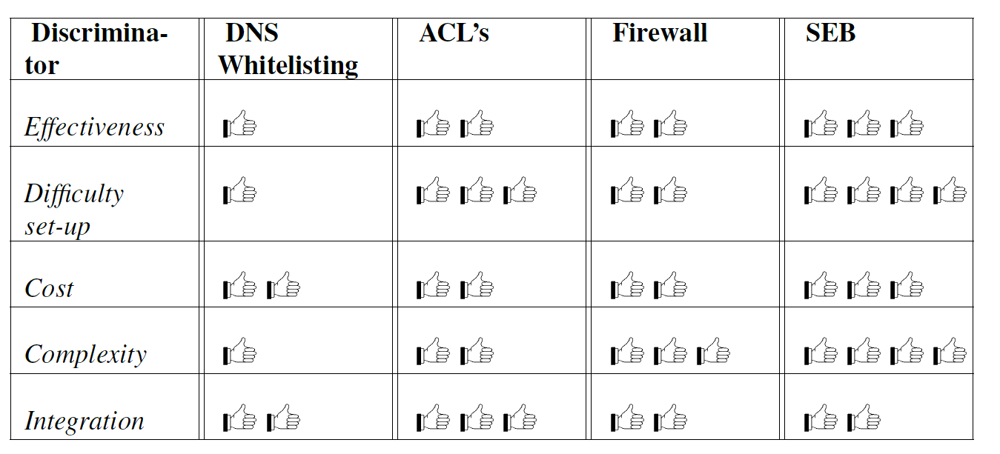 Discrimina-
tor
DNS
Whitelisting
ACL’s
Firewall
SEB
Effectiveness
Difficulty
set-up
Cost
Complexity
Integration